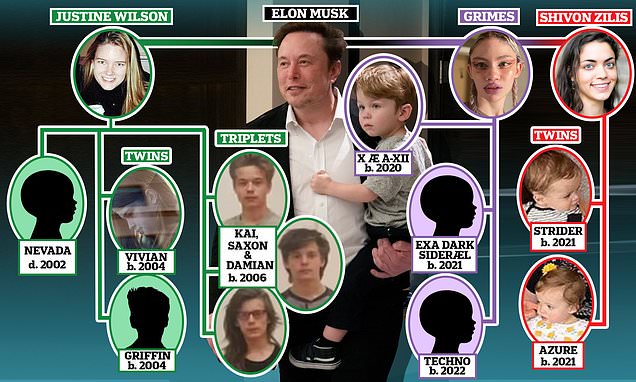 JUSTINE WILSON
ELON MUSK
GRIMES
SHIVON ZILIS
TWINS
TRIPLETS
TWINS
X Æ A-XII
b. 2020
NEVADA
d. 2002
VIVIAN
b. 2004
KAI,
SAXON
& DAMIAN
b. 2006
EXA DARK
SIDERÆL
b. 2021
STRIDER
b. 2021
GRIFFIN
b. 2004
TECHNO
b. 2022
AZURE
b. 2021